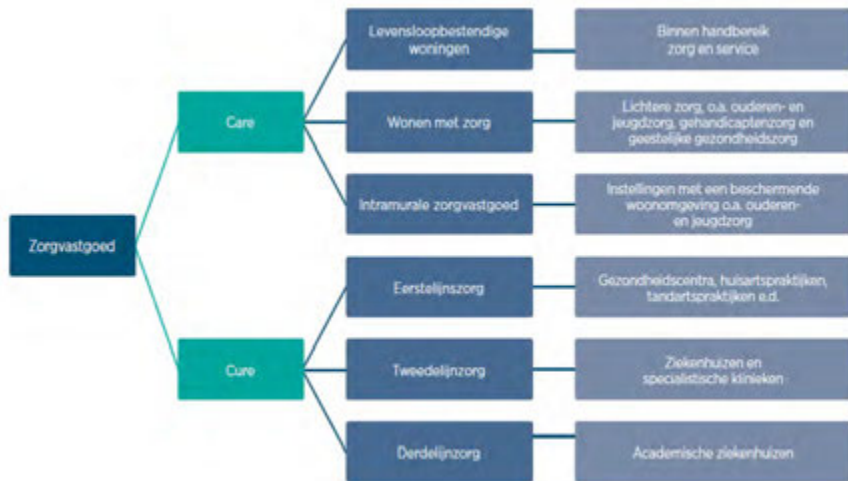 Levensloopbestendige
woningen
Binnen handbereik
zorg en service
Care
Wonen met zorg
Lichtere zorg, o.a. ouderen- en
jeugdzorg, gehandicaptenzorg en
geestelijke gezondheidszorg
Intramurale zorgvastgoed
Instellingen met een beschermende
woonomgeving o.a. ouderen-
en jeugdzorg
Zorgvastgoed
Eerstelijnszorg
Gezondheidscentra, huisartspraktijken,
tandartspraktijken e.d.
Cure
Tweedelijnzorg
Ziekenhuizen en
specialistische klinieken
Derdelijnzorg
Academische ziekenhuizen